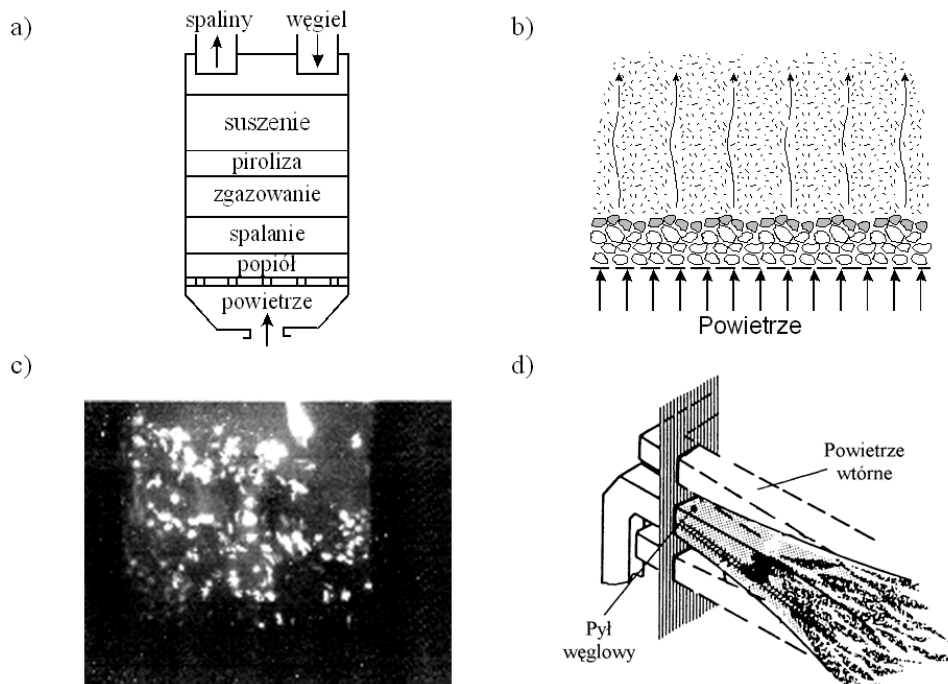 a)
spaliny
węgiel
suszenie
piroliza
zgazowanie
spalanie
popiół
powietrze
b)
Powietrze
c)
d)
Powietrze
wtórne
Pył
węglowy